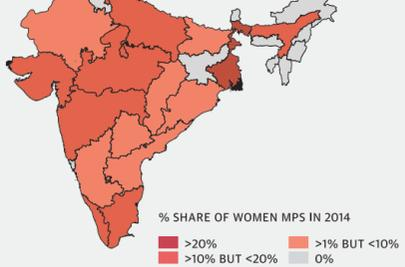 % SHARE OF WOMEN MPS IN 2014
>20%
>1% BUT <10%
>10% BUT <20%
0%